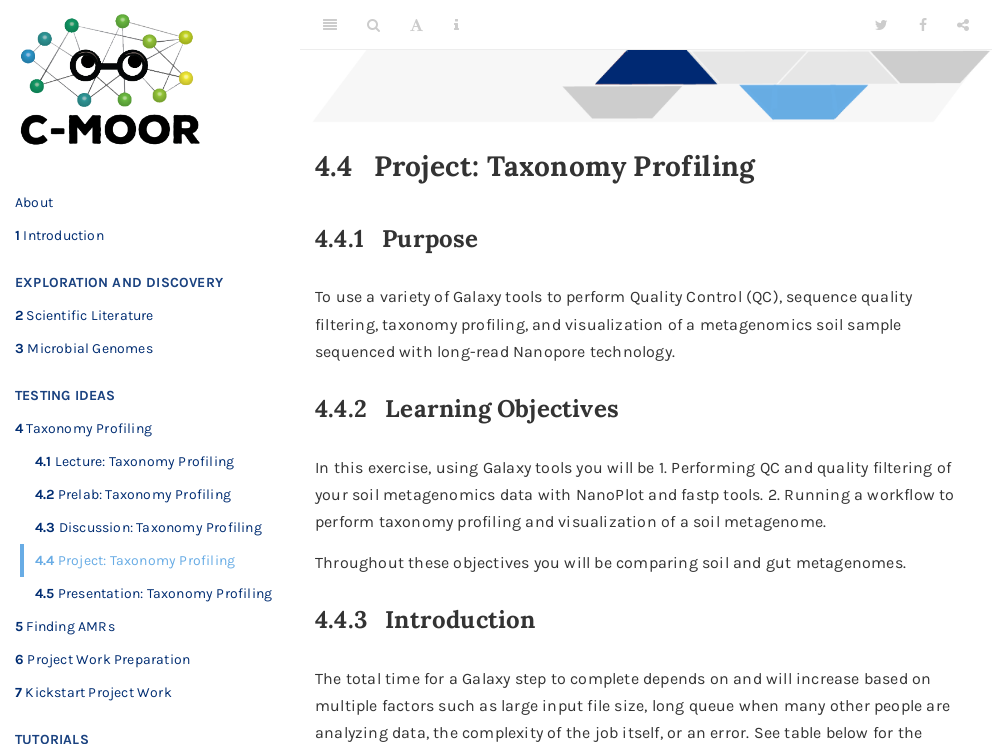 C-MOOR
About
1 Introduction
EXPLORATION AND DISCOVERY
2 Scientific Literature
3 Microbial Genomes
TESTING IDEAS
4 Taxonomy Profiling
4.1 Lecture: Taxonomy Profiling
4.2 Prelab: Taxonomy Profiling
4.3 Discussion: Taxonomy Profiling
4.4 Project: Taxonomy Profiling
4.5 Presentation: Taxonomy Profiling
5 Finding AMRs
6 Project Work Preparation
7 Kickstart Project Work
TUTORIALS
A
4.4 Project: Taxonomy Profiling
4.4.1 Purpose
To use a variety of Galaxy tools to perform Quality Control (QC), sequence quality
filtering, taxonomy profiling, and visualization of a metagenomics soil sample
sequenced with long-read Nanopore technology.
4.4.2 Learning Objectives
In this exercise, using Galaxy tools you will be 1. Performing QC and quality filtering of
your soil metagenomics data with NanoPlot and fastp tools. 2. Running a workflow to
perform taxonomy profiling and visualization of a soil metagenome.
Throughout these objectives you will be comparing soil and gut metagenomes.
4.4.3 Introduction
The total time for a Galaxy step to complete depends on and will increase based on
multiple factors such as large input file size, long queue when many other people are
analyzing data, the complexity of the job itself, or an error. See table below for the